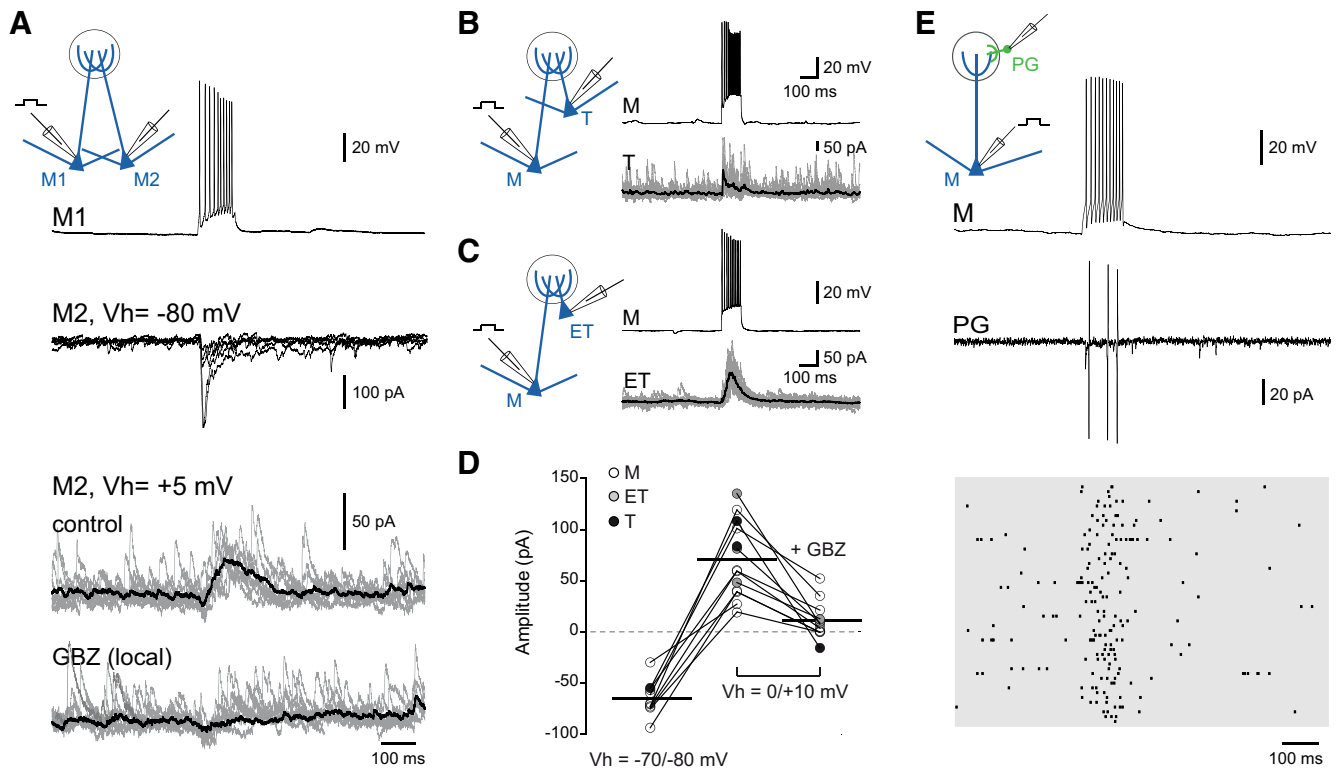 A
M1
M2
20 mV
M1
M2, Vh= -80 mV
100 pA
M2, Vh= +5 mV
control
50 pA
GBZ (local)
100 ms
B
T
M
20 mV
100 ms
M
50 pA
T
C
ET
M
20 mV
M
50 pA
100 ms
ET
D
M
ET
T
+ GBZ
Amplitude (pA)
150
100
50
0
-50
-100
Vh = 0/+10 mV
Vh = -70/-80 mV
E
PG
M
20 mV
M
PG
20 pA
100 ms